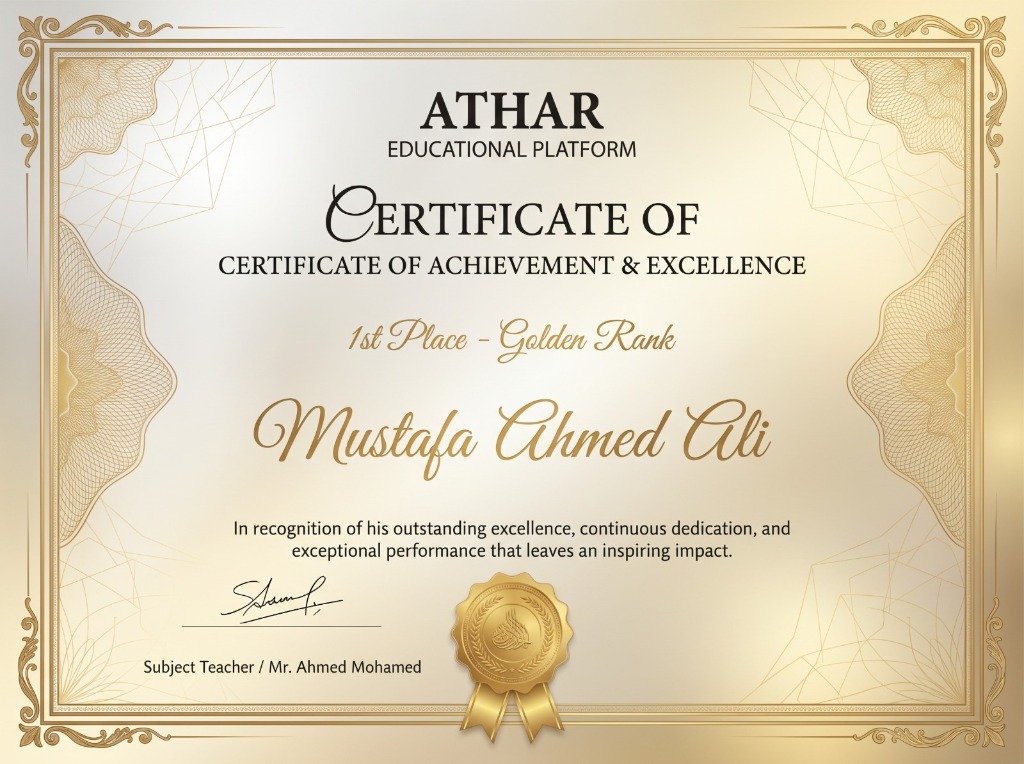 ATHAR
EDUCATIONAL PLATFORM
CERTIFICATE OF
CERTIFICATE OF ACHIEVEMENT & EXCELLENCE
1st Place - Golden Rank
Mustafa Ahmed Ali
In recognition of his outstanding excellence, continuous dedication, and
exceptional performance that leaves an inspiring impact.
Subject Teacher / Mr. Ahmed Mohamed